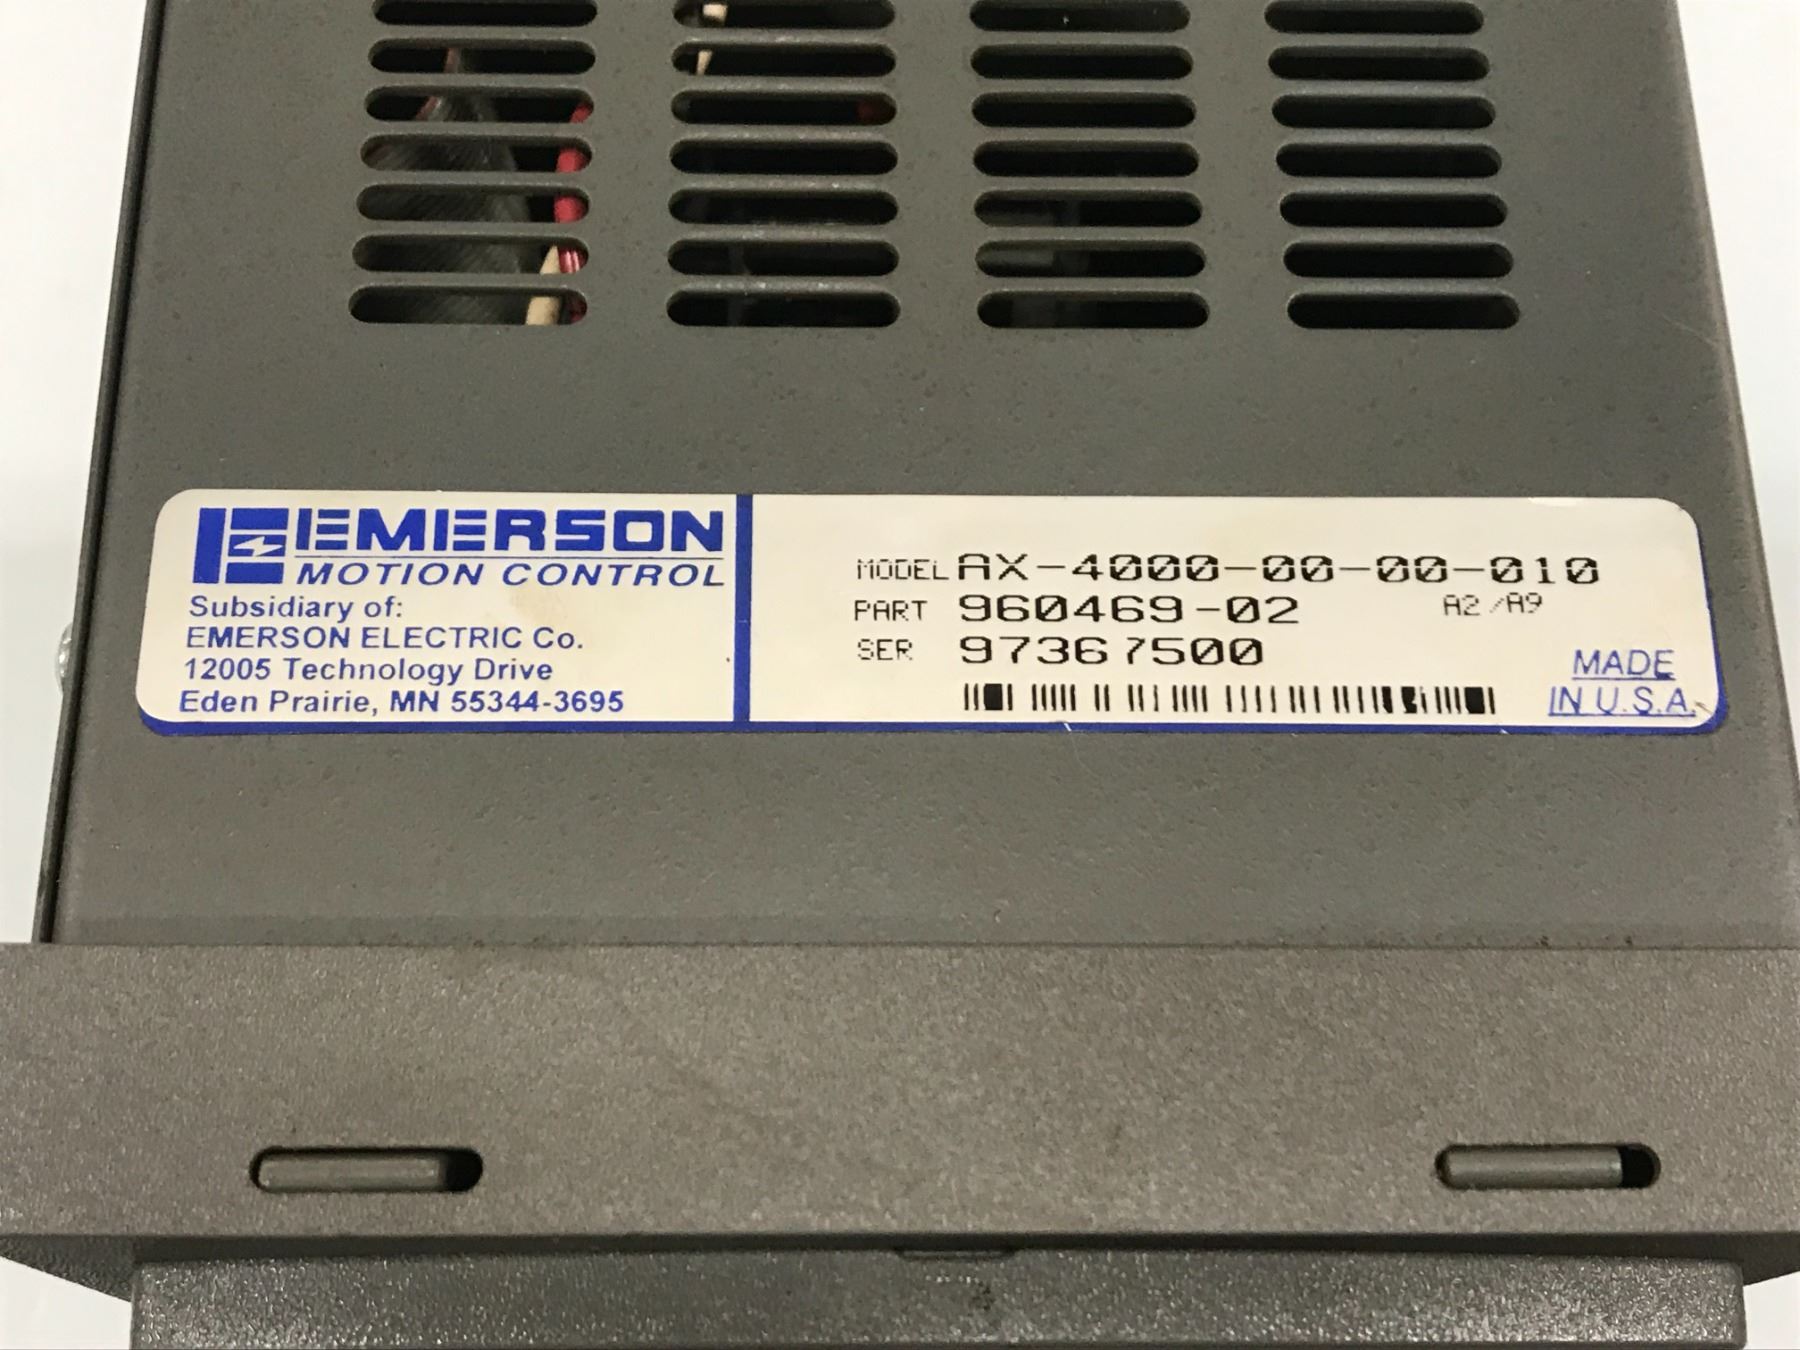 EMERSON
MOTION CONTROL
Subsidiary of:
EMERSON ELECTRIC Co.
12005 Technology Drive
Eden Prairie, MN 55344-3695
MODEL AX-4000-00-00-010
PART 960469-02 A2/A9
SER 97367500
MADE
IN U.S.A.